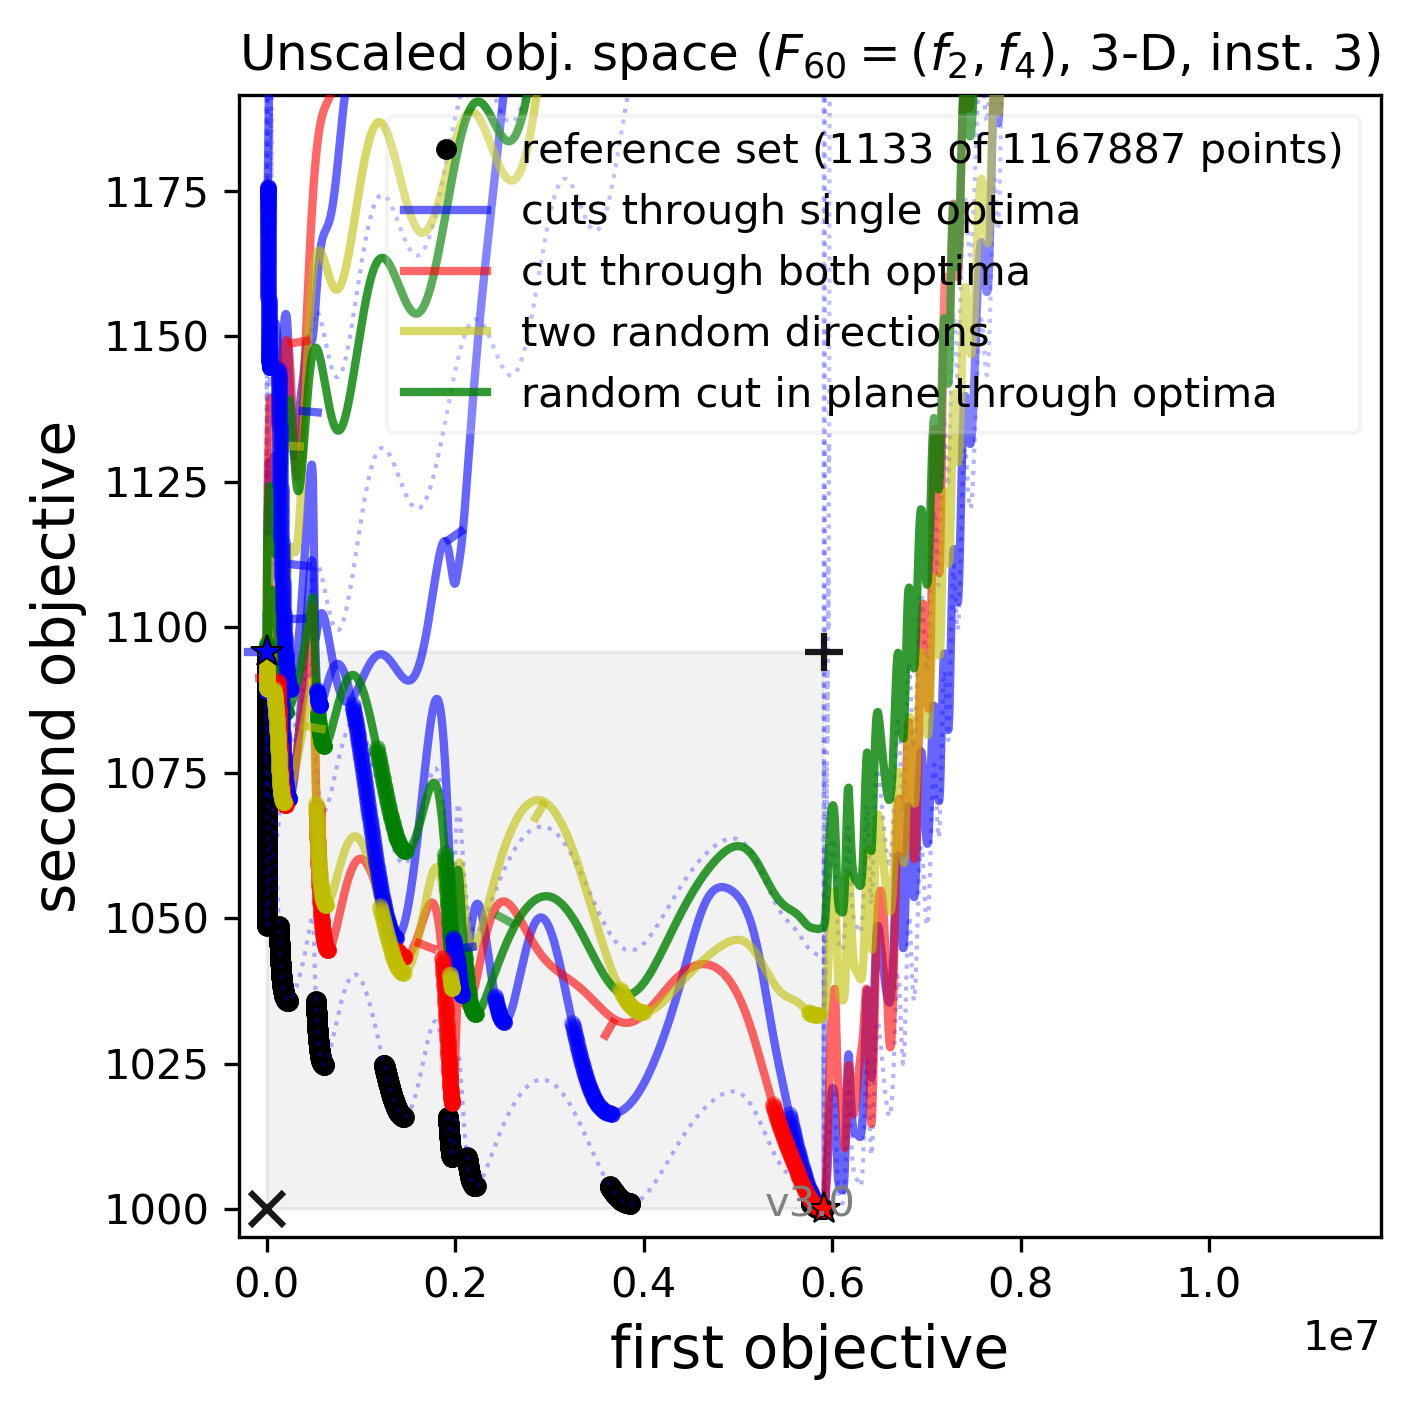 Unscaled obj. space (F60 = (f2, f4), 3-D, inst. 3)
reference set (1133 of 1167887 points)
cuts through single optima
cut through both optima
two random directions
random cut in plane through optima
second objective
1175
1150
1125
1100
1075
1050
1025
1000
v3.0
0.0 0.2 0.4 0.6 0.8 1.0
1e7
first objective